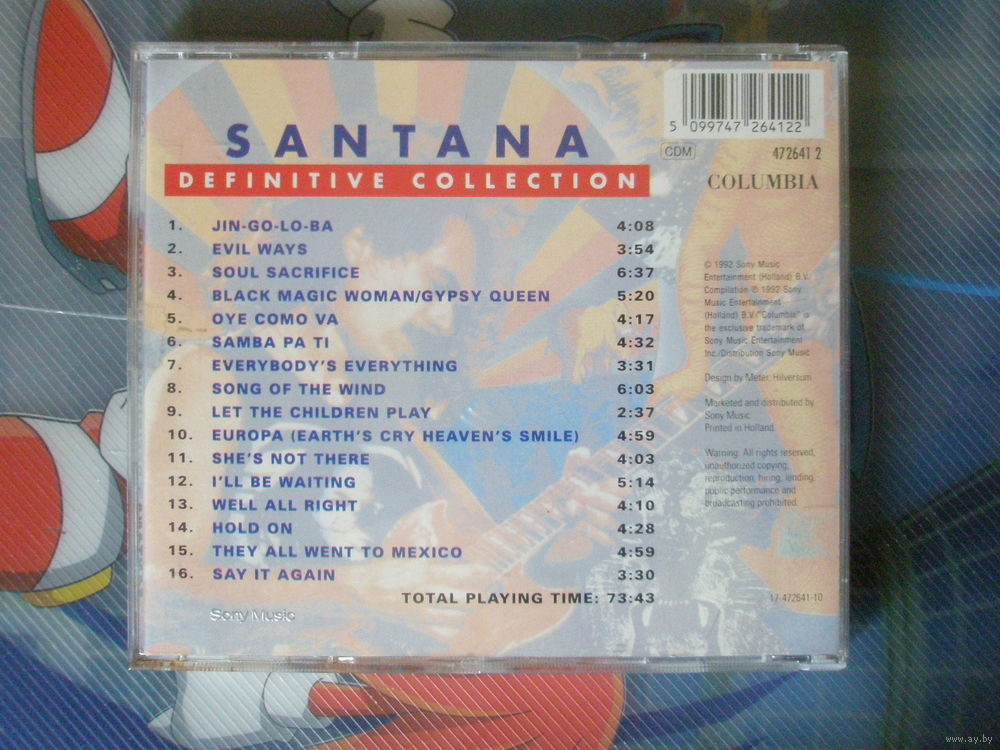 SANTANA
DEFINITIVE COLLECTION
1. JIN-GO-LO-BA 4:08
2. EVIL WAYS 3:54
3. SOUL SACRIFICE 6:37
4. BLACK MAGIC WOMAN/GYPSY QUEEN 5:20
5. OYE COMO VA 4:17
6. SAMBA PA TI 4:32
7. EVERYBODY'S EVERYTHING 3:31
8. SONG OF THE WIND 6:03
9. LET THE CHILDREN PLAY 2:37
10. EUROPA (EARTH'S CRY HEAVEN'S SMILE) 4:59
11. SHE'S NOT THERE 4:03
12. I'LL BE WAITING 5:14
13. WELL ALL RIGHT 4:10
14. HOLD ON 4:28
15. THEY ALL WENT TO MEXICO 4:59
16. SAY IT AGAIN 3:30
TOTAL PLAYING TIME: 73:43
Sony Music
5 099747 264122
CDM 472641 2
COLUMBIA
© 1992 Sony Music
Entertainment (Holland) B.V.
Compilation ℗ 1992 Sony
Music Entertainment
(Holland) B.V/"Columbia" is
the exclusive trademark of
Sony Music Entertainment
Inc./Distribution Sony Music
Design by Meter, Hilversum
Marketed and distributed by
Sony Music
Printed in Holland.
Warning: All rights reserved,
unauthorized copying,
reproduction, hiring, lending,
public performance and
broadcasting prohibited.
17-472641-10
www.ay.by